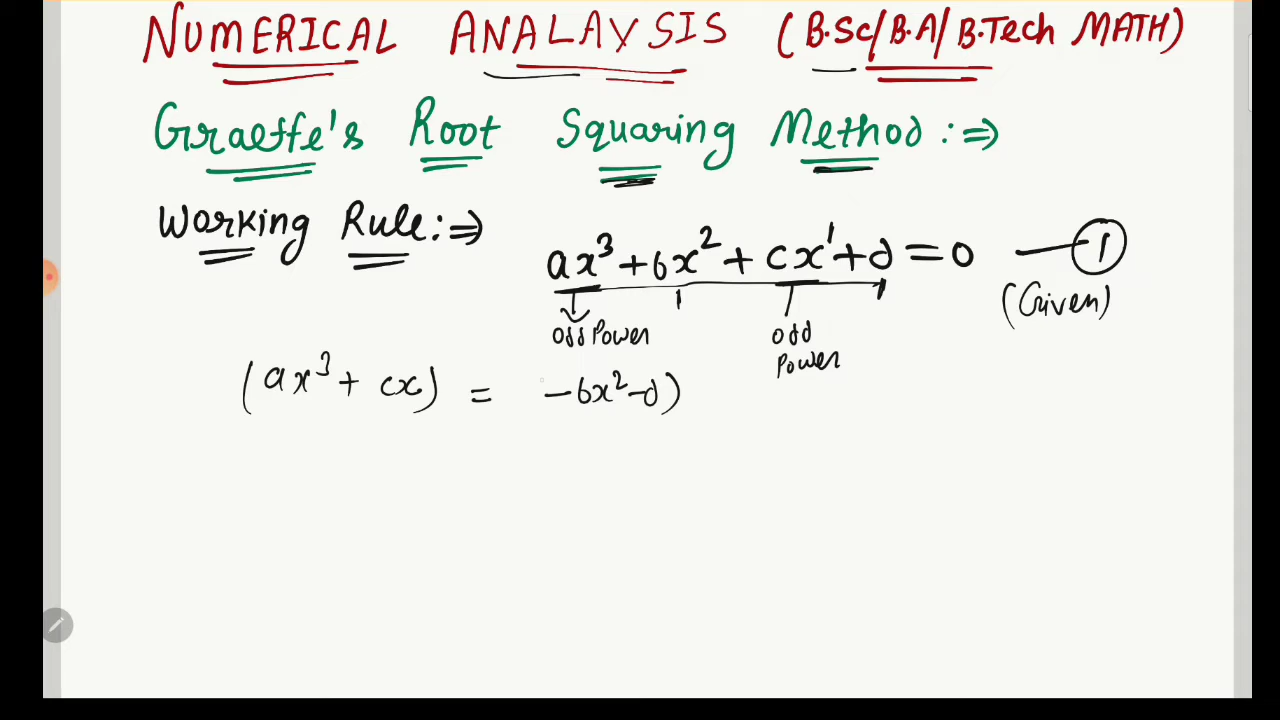 NUMERICAL ANALAYSIS (B.Sc/B.A/B.Tech MATH)
Graeffe's Root Squaring Method :⇒
Working Rule:⇒
ax³ + bx² + cx¹ + d = 0 — ①
(Given)
odd Power odd Power
(ax³ + cx) = -bx² - d)